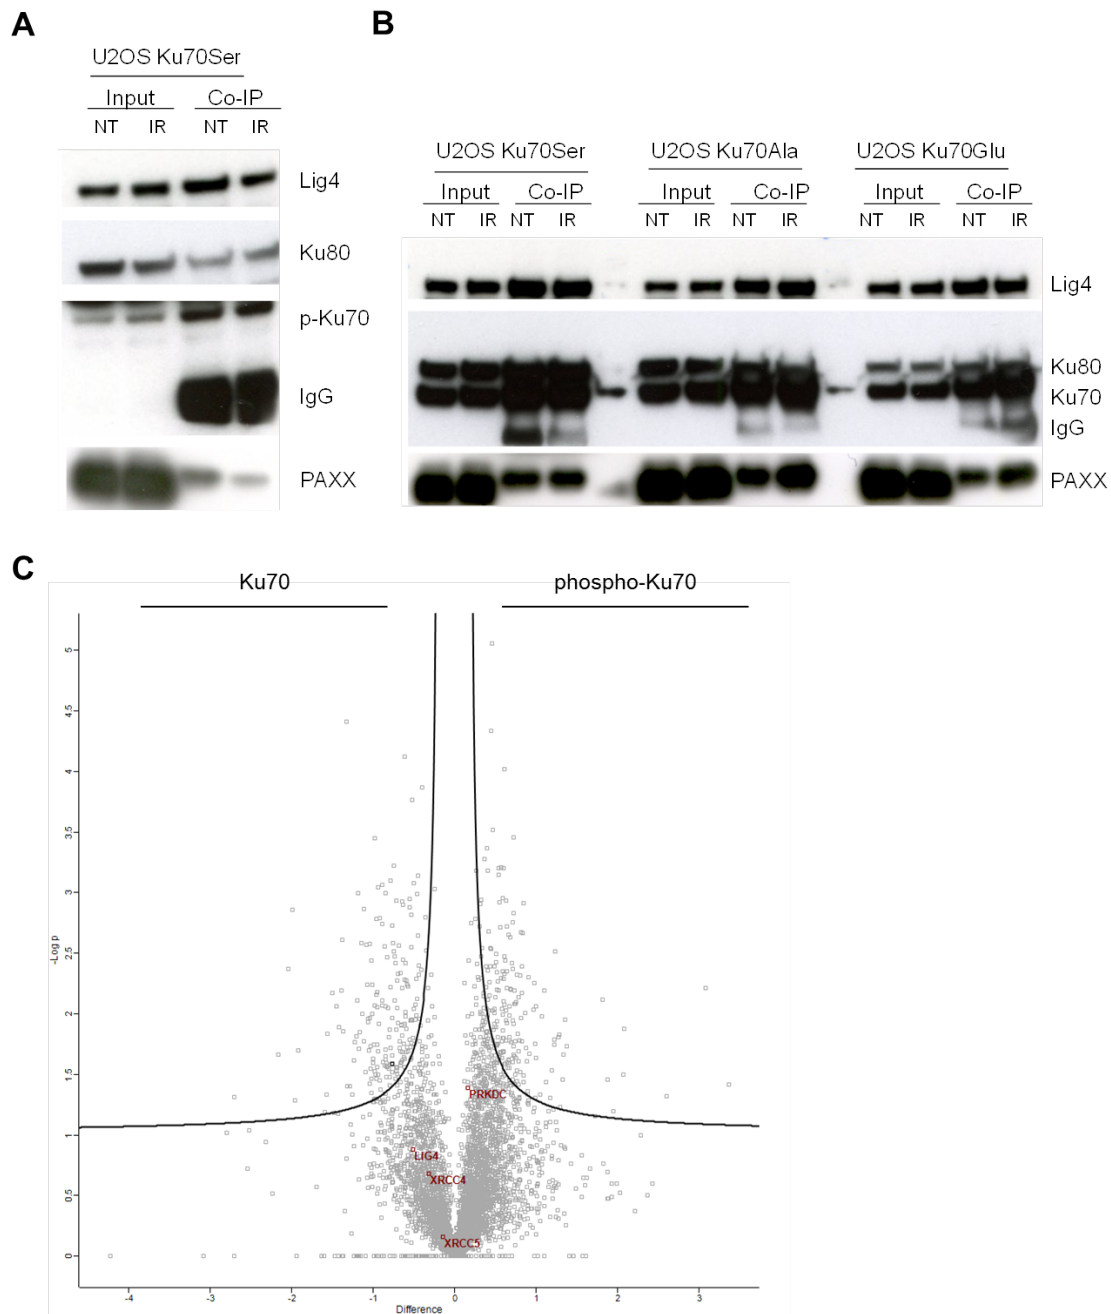 A
U2OS Ku70Ser
Input Co-IP
NT IR NT IR
Lig4
Ku80
p-Ku70
IgG
PAXX
B
U2OS Ku70Ser U2OS Ku70Ala U2OS Ku70Glu
Input Co-IP Input Co-IP Input Co-IP
NT IR NT IR NT IR NT IR NT IR NT IR
Lig4
Ku80
Ku70
IgG
PAXX
C
Ku70 phospho-Ku70
5
4.5
4
3.5
3
2.5
2
1.5
1
0.5
0
-Log p
PRKDC
LIG4
XRCC4
XRCC5
-4 -3 -2 -1 0 1 2 3
Difference